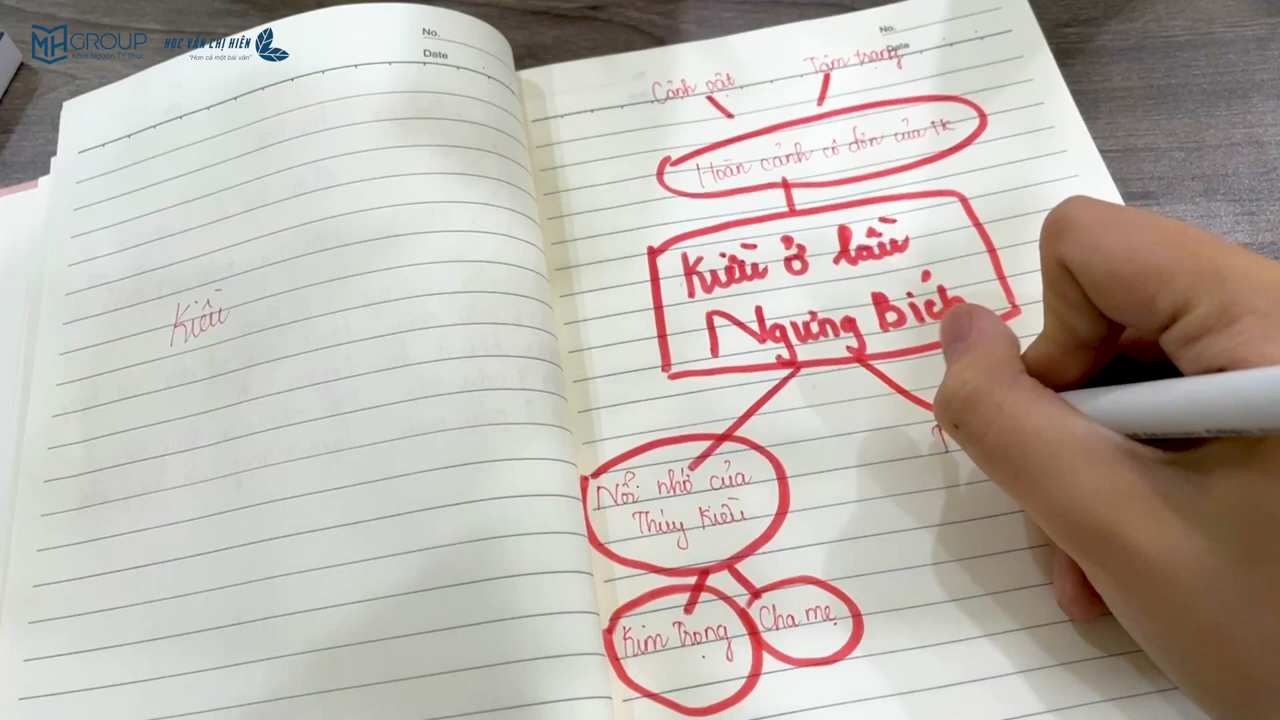 MH GROUP
Khơi Nguồn Tri Thức
HỌC VĂN CHỊ HIÊN
"Hơn cả một bài văn"
No.
Date
Kiều
No.
Date
Cảnh vật
Tâm trạng
Hoàn cảnh cô đơn của TK
Kiều ở lầu
Ngưng Bích
Nỗi nhớ của
Thúy Kiều
Kim Trọng
Cha mẹ